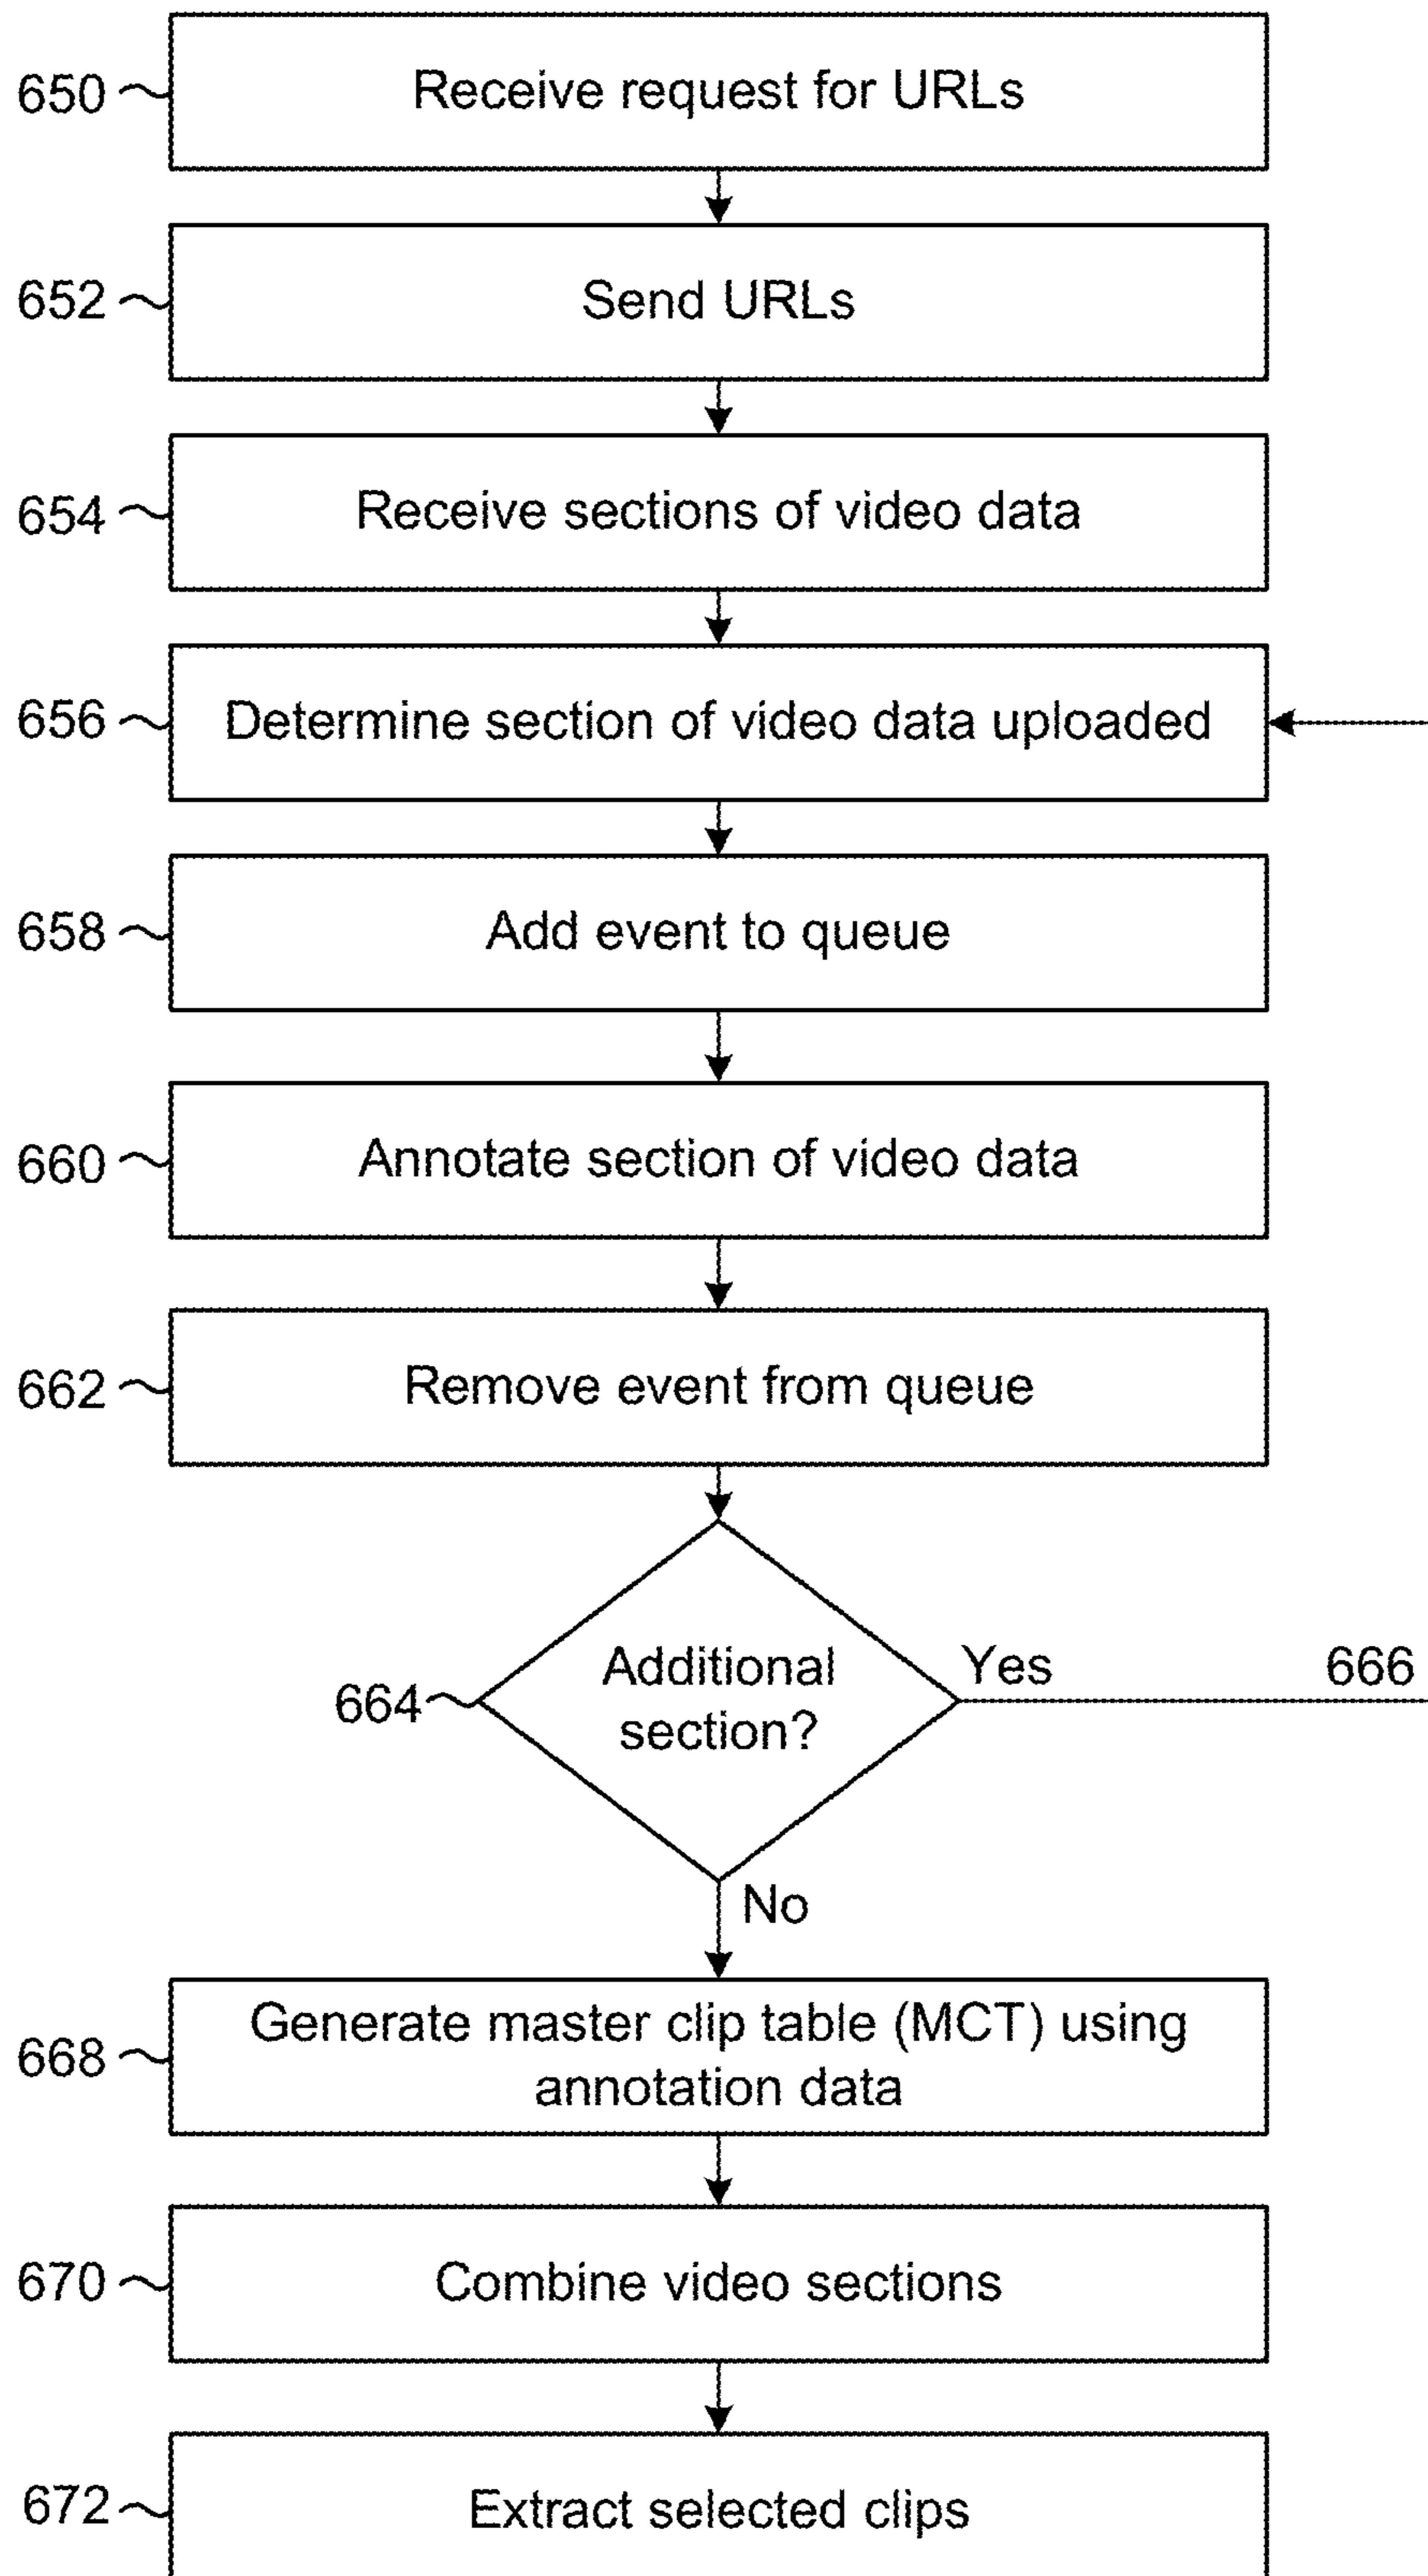 650
Receive request for URLs
652
Send URLs
654
Receive sections of video data
656
Determine section of video data uploaded
658
Add event to queue
660
Annotate section of video data
662
Remove event from queue
664
Additional
section?
Yes
666
No
668
Generate master clip table (MCT) using
annotation data
670
Combine video sections
672
Extract selected clips